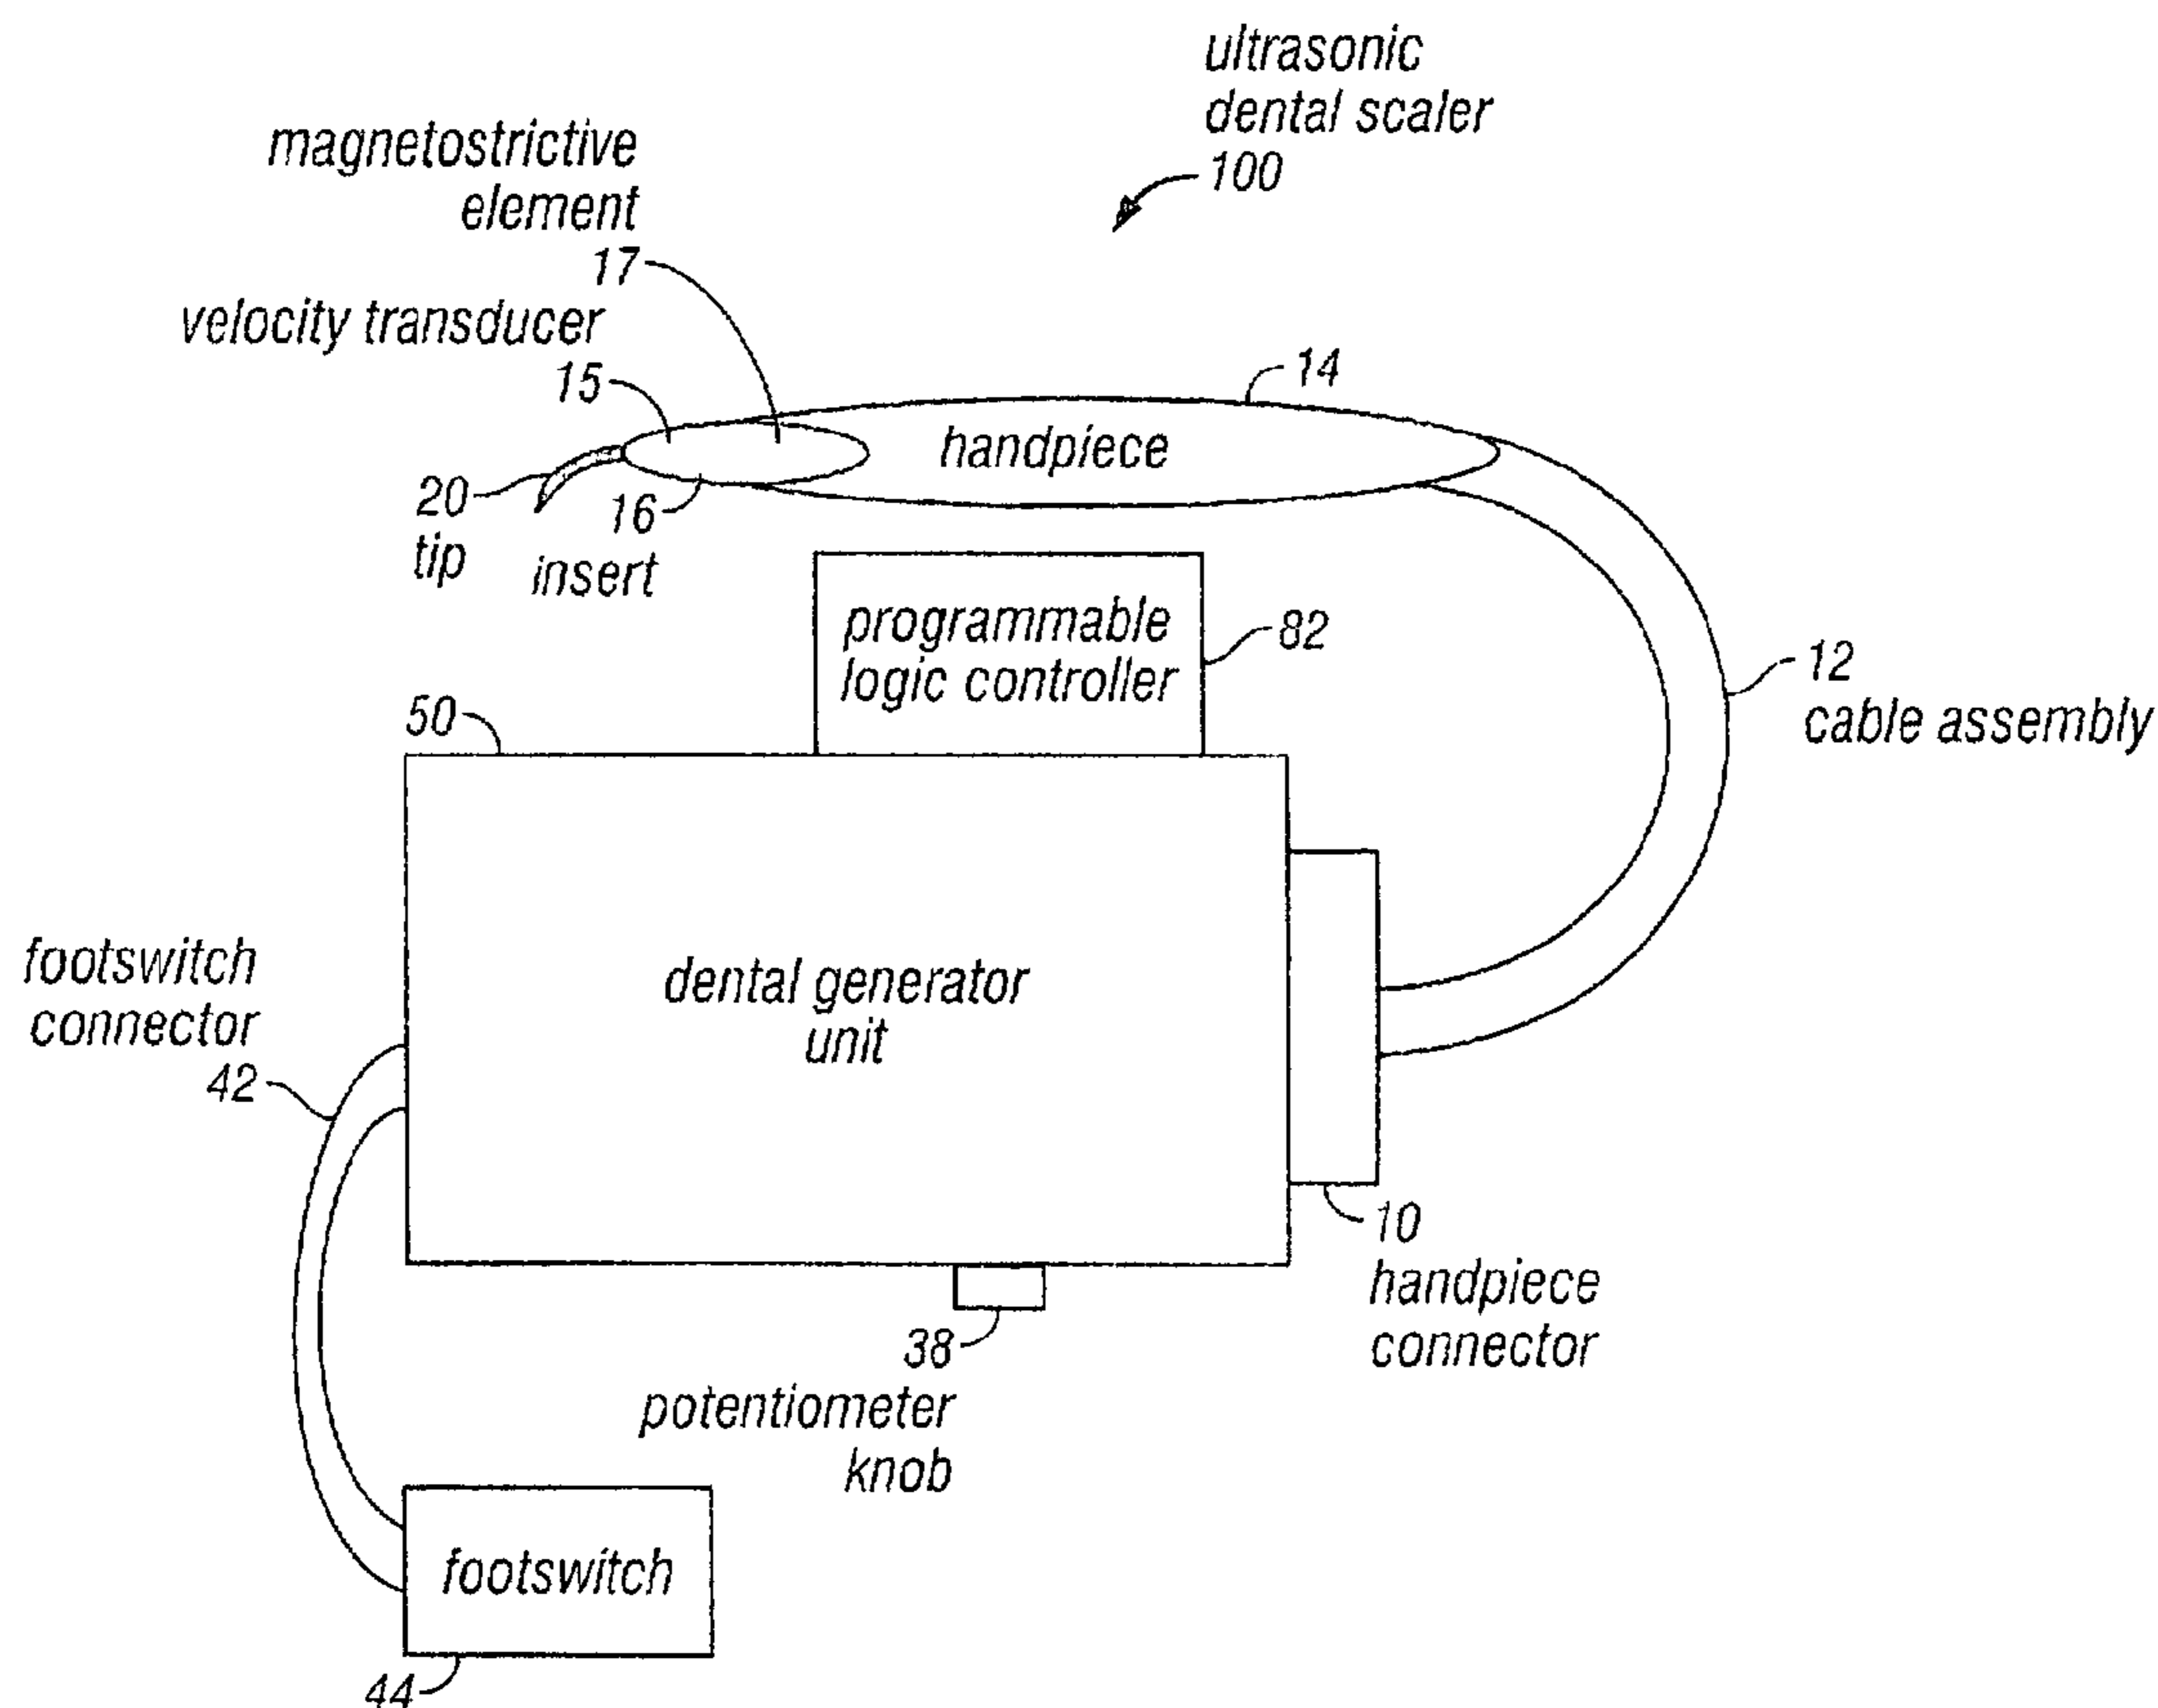 ultrasonic
dental scaler
100
magnetostrictive
element
17
velocity transducer
15
14
handpiece
20
tip
16
insert
programmable
logic controller
82
12
cable assembly
50
dental generator
unit
footswitch
connector
42
10
handpiece
connector
38
potentiometer
knob
footswitch
44